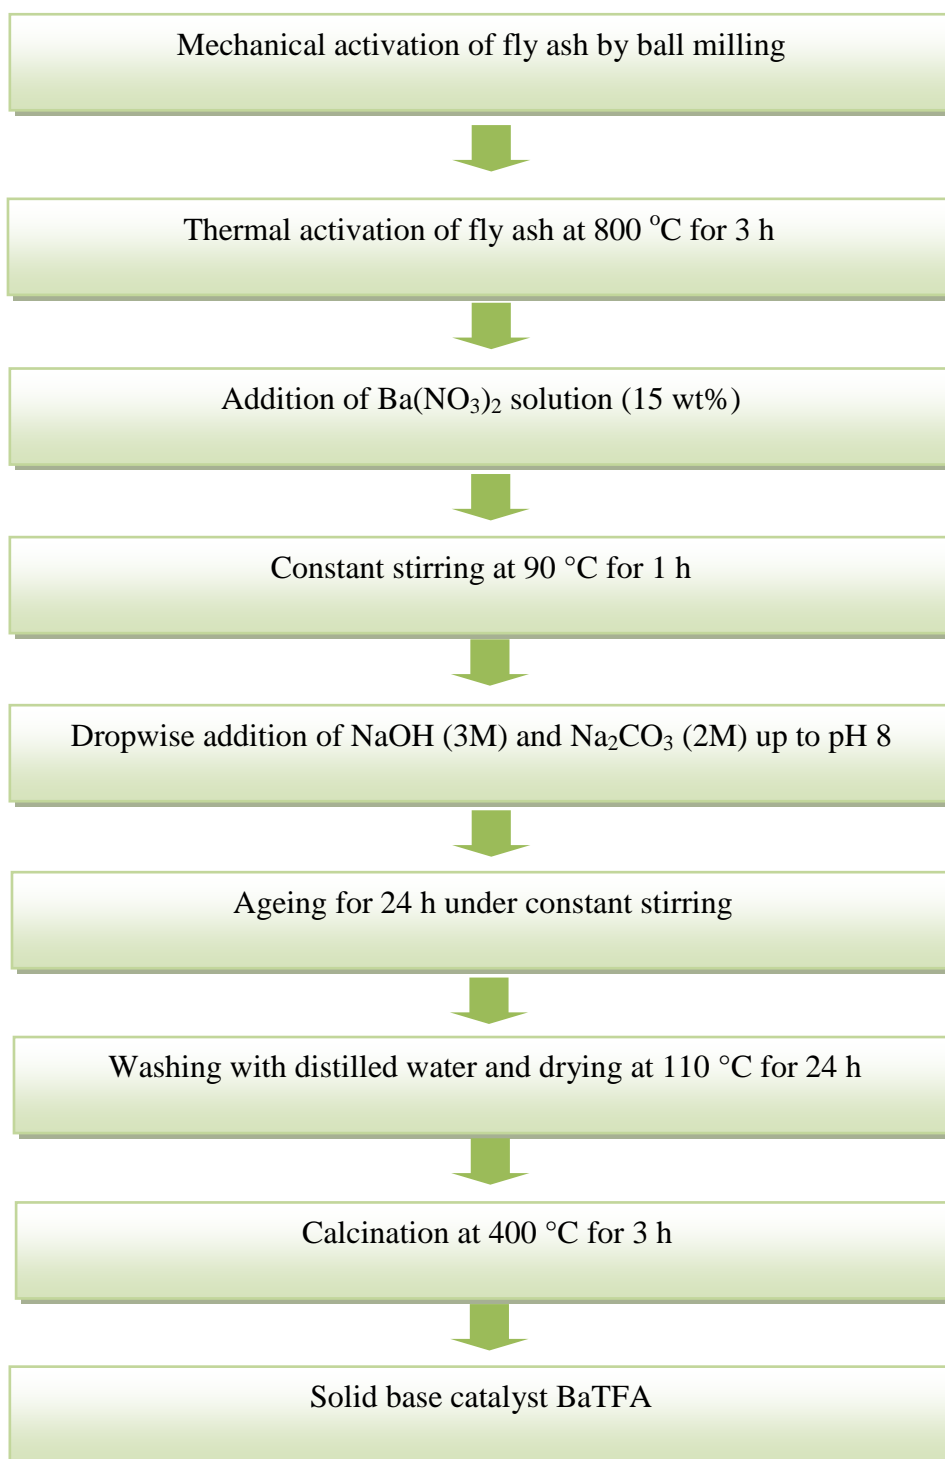 Mechanical activation of fly ash by ball milling
Thermal activation of fly ash at 800 °C for 3 h
Addition of Ba(NO₃)₂ solution (15 wt%)
Constant stirring at 90 °C for 1 h
Dropwise addition of NaOH (3M) and Na₂CO₃ (2M) up to pH 8
Ageing for 24 h under constant stirring
Washing with distilled water and drying at 110 °C for 24 h
Calcination at 400 °C for 3 h
Solid base catalyst BaTFA